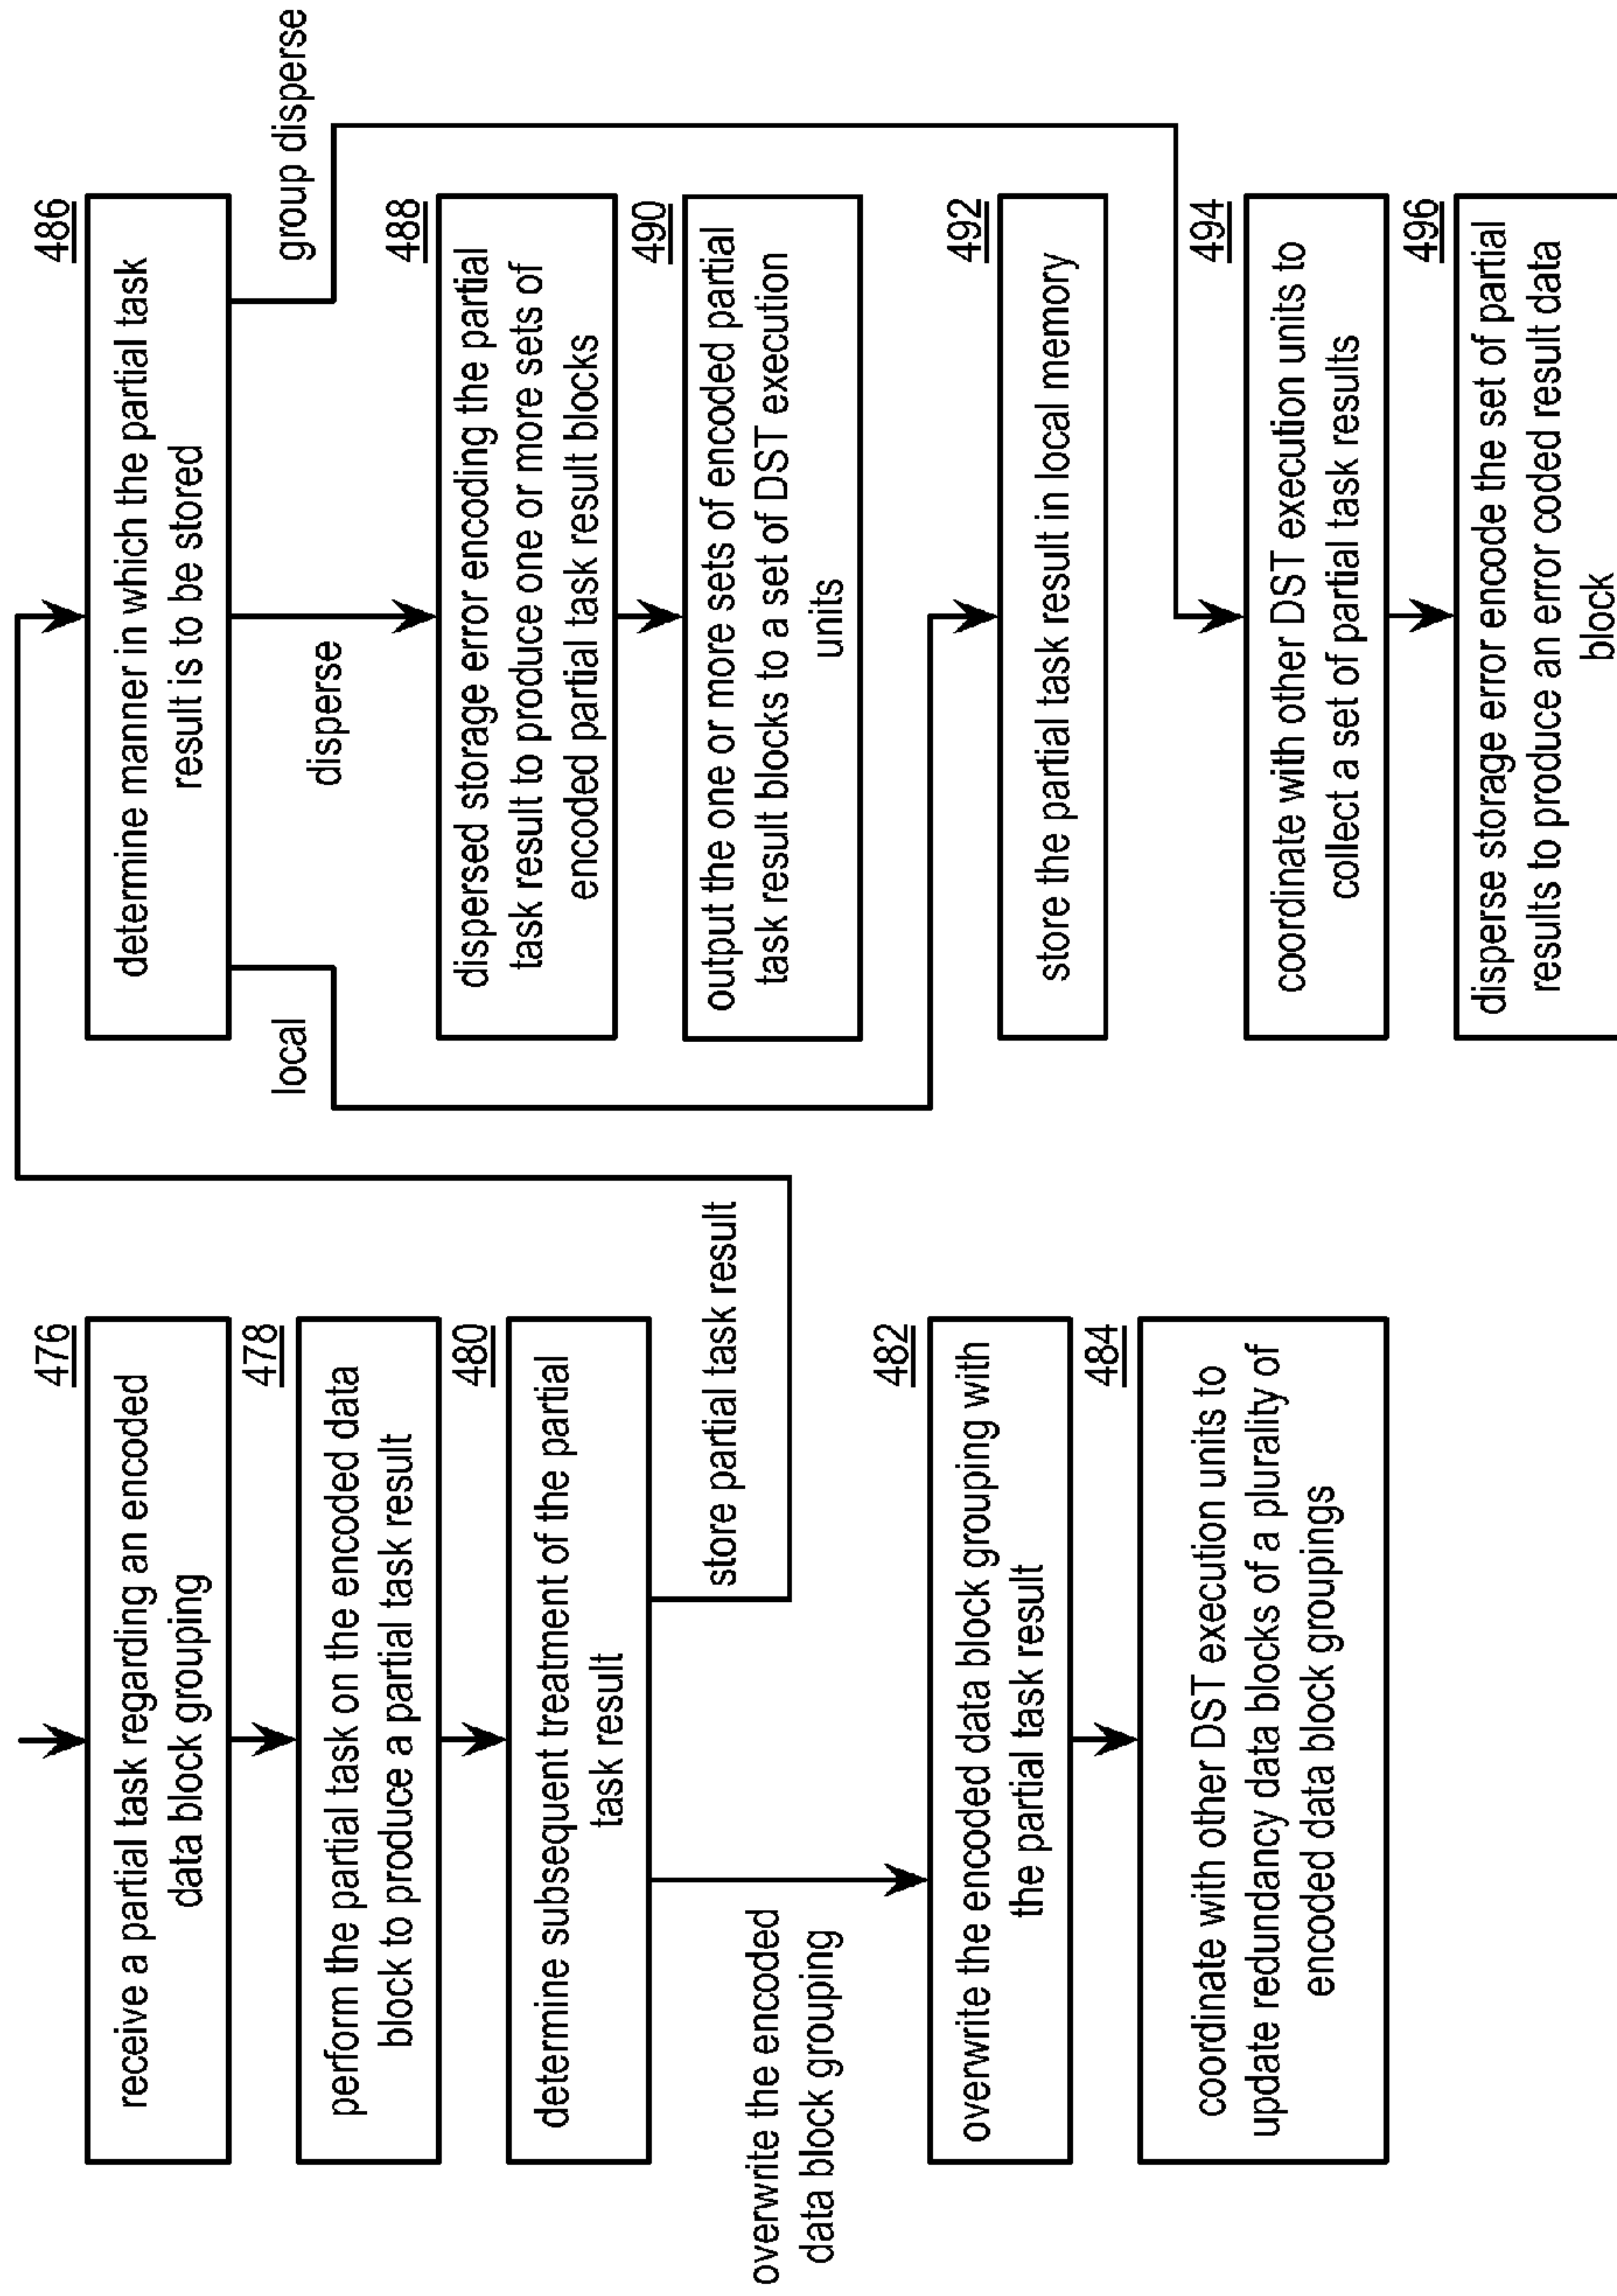 476
receive a partial task regarding an encoded
data block grouping
478
perform the partial task on the encoded data
block to produce a partial task result
480
determine subsequent treatment of the partial
task result
store partial task result
overwrite the encoded
data block grouping
482
overwrite the encoded data block grouping with
the partial task result
484
coordinate with other DST execution units to
update redundancy data blocks of a plurality of
encoded data block groupings
486
determine manner in which the partial task
result is to be stored
local
disperse
group disperse
488
dispersed storage error encoding the partial
task result to produce one or more sets of
encoded partial task result blocks
490
output the one or more sets of encoded partial
task result blocks to a set of DST execution
units
492
store the partial task result in local memory
494
coordinate with other DST execution units to
collect a set of partial task results
496
disperse storage error encode the set of partial
results to produce an error coded result data
block